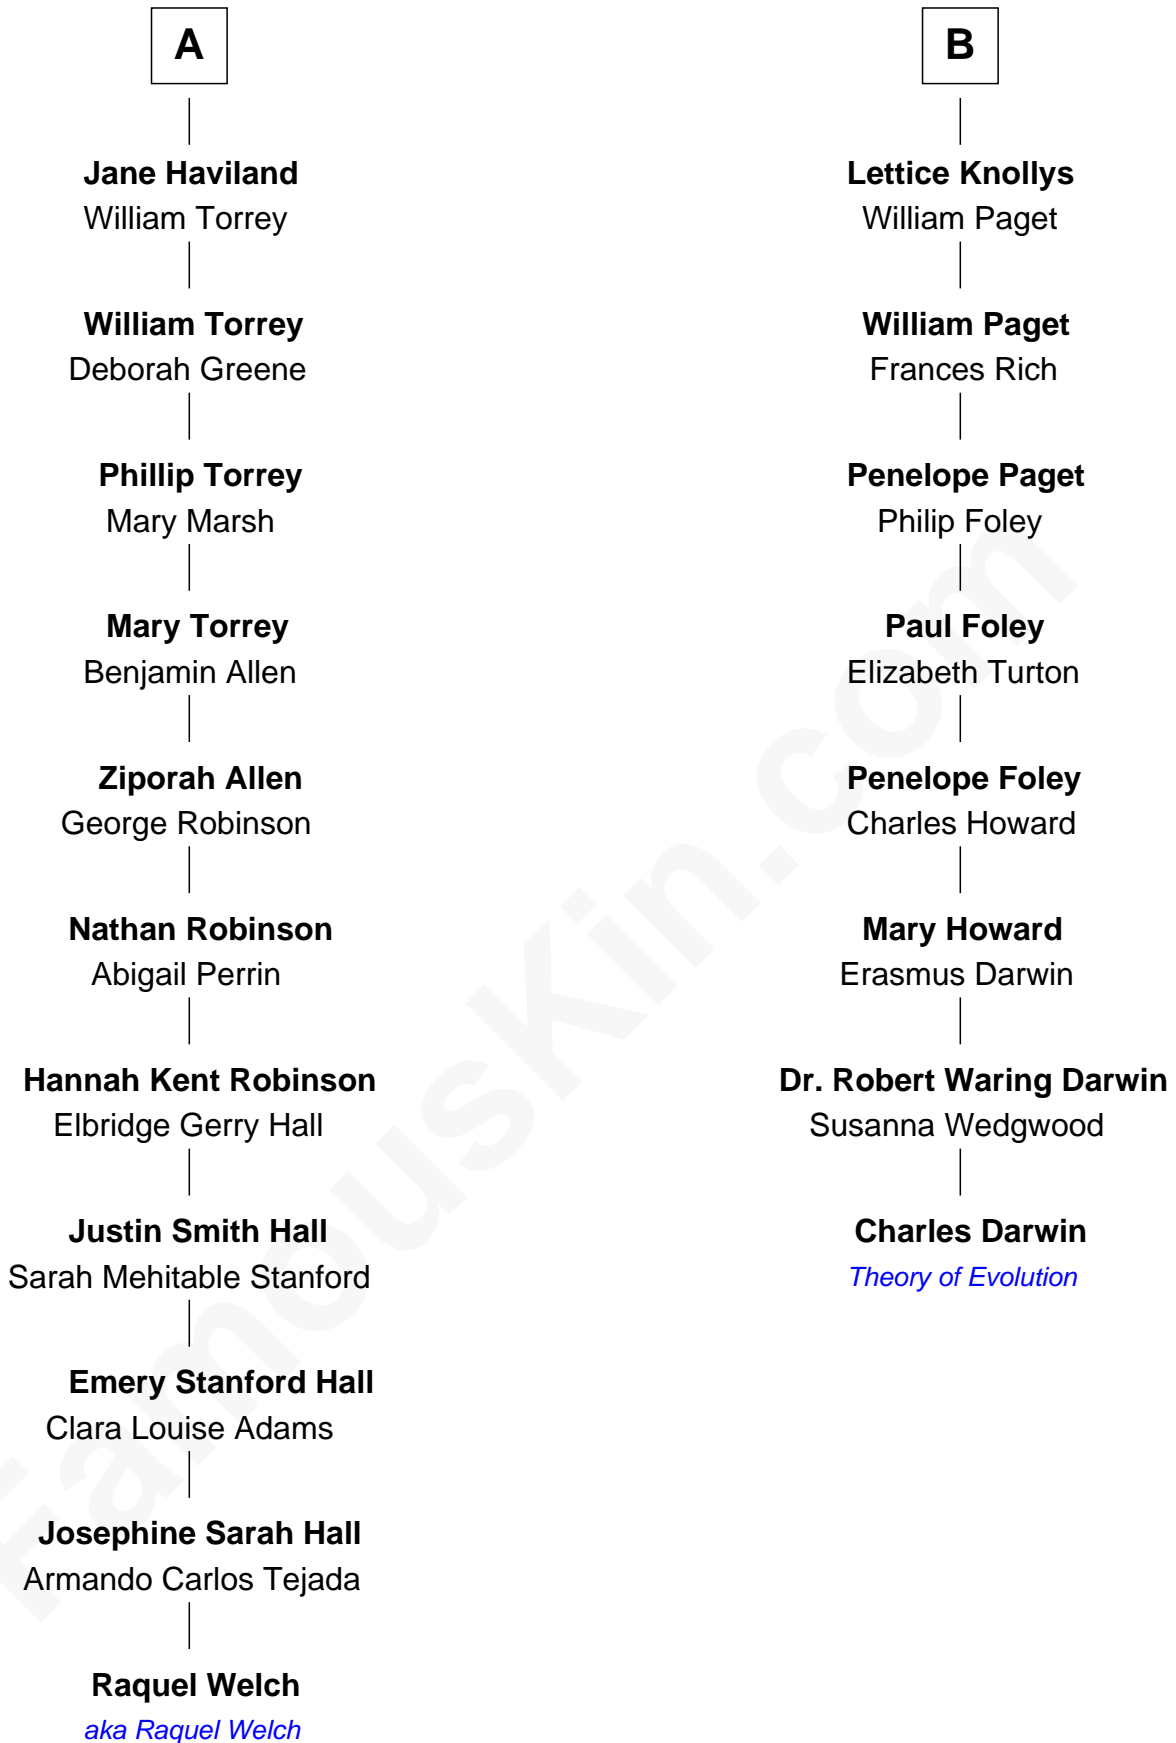 A
Jane Haviland
William Torrey
William Torrey
Deborah Greene
Phillip Torrey
Mary Marsh
Mary Torrey
Benjamin Allen
Ziporah Allen
George Robinson
Nathan Robinson
Abigail Perrin
Hannah Kent Robinson
Elbridge Gerry Hall
Justin Smith Hall
Sarah Mehitable Stanford
Emery Stanford Hall
Clara Louise Adams
Josephine Sarah Hall
Armando Carlos Tejada
Raquel Welch
aka Raquel Welch
B
Lettice Knollys
William Paget
William Paget
Frances Rich
Penelope Paget
Philip Foley
Paul Foley
Elizabeth Turton
Penelope Foley
Charles Howard
Mary Howard
Erasmus Darwin
Dr. Robert Waring Darwin
Susanna Wedgwood
Charles Darwin
Theory of Evolution
FamousKin.com